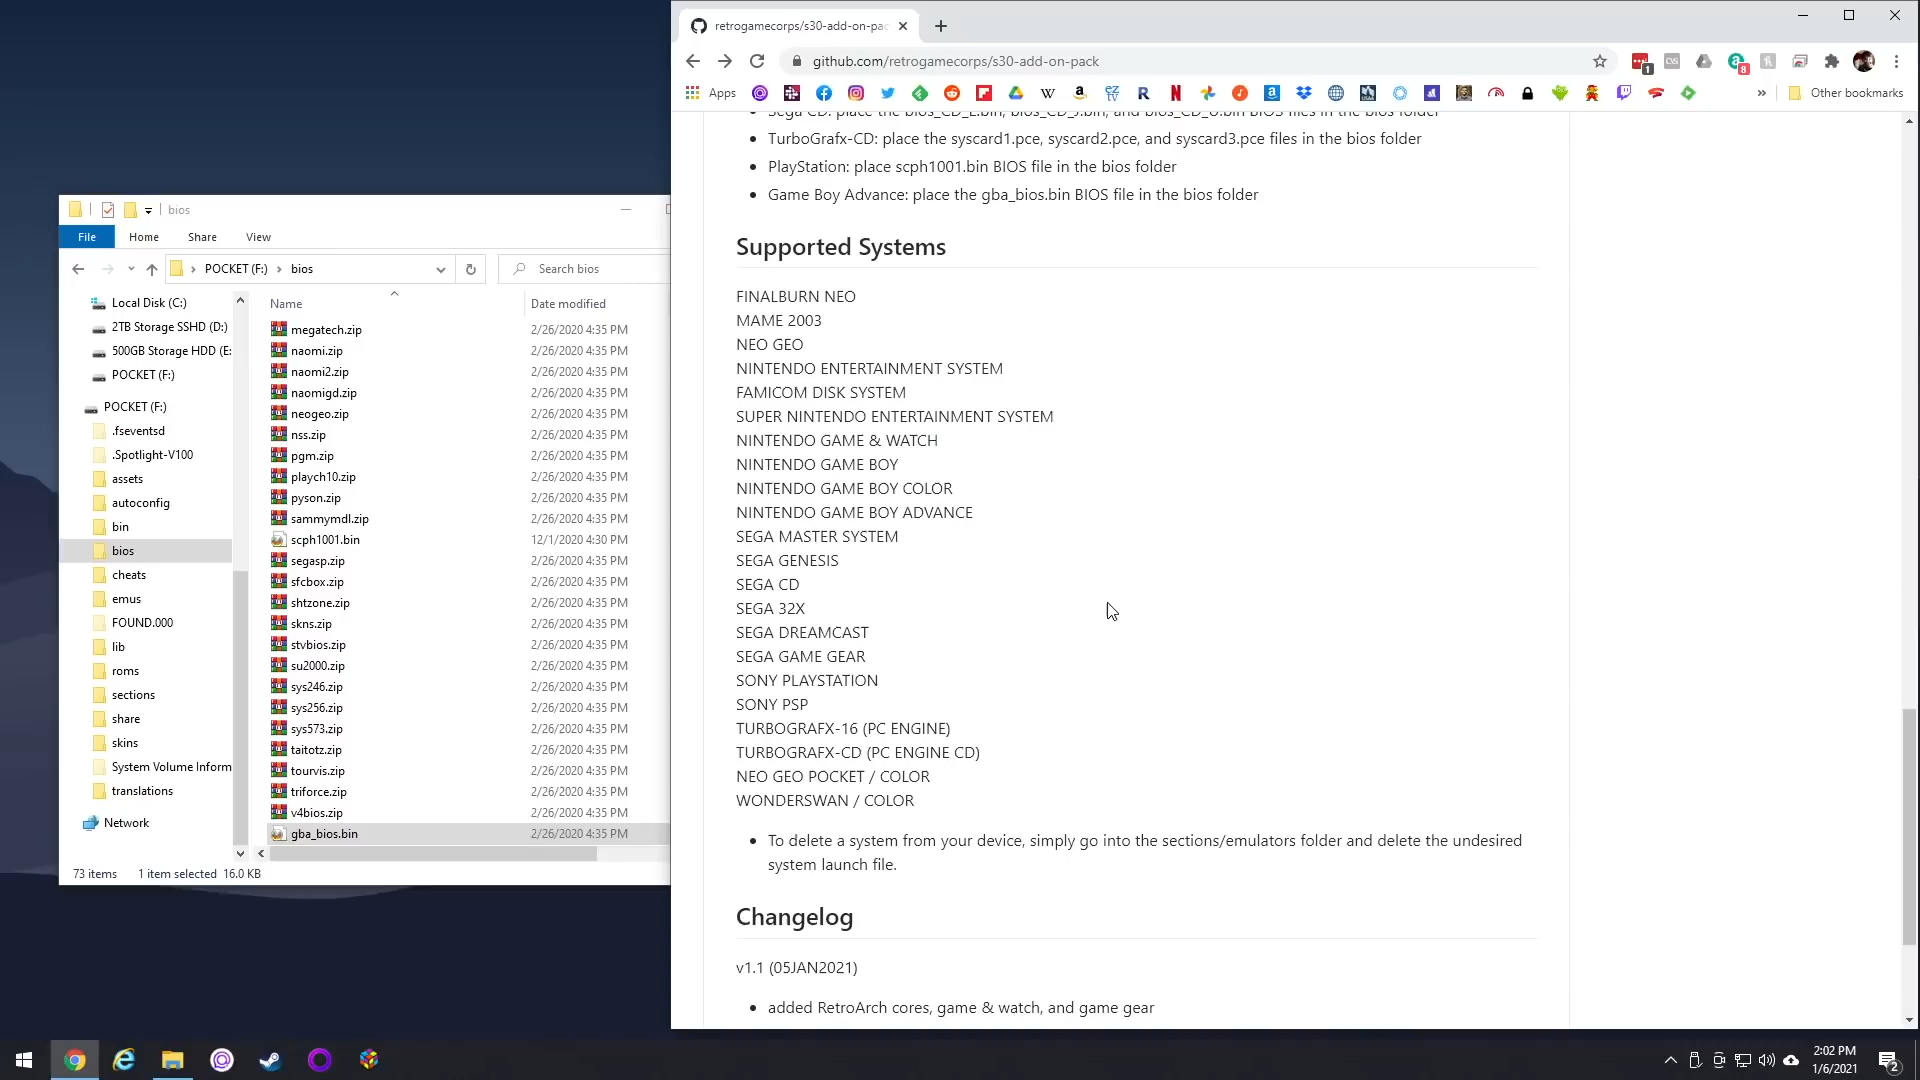 bios
File
Home
Share
View
POCKET (F:)
bios
Search bios
Local Disk (C:)
2TB Storage SSHD (D:)
500GB Storage HDD (E:
POCKET (F:)
POCKET (F:)
.fseventsd
.Spotlight-V100
assets
autoconfig
bin
bios
cheats
emus
FOUND.000
lib
roms
sections
share
skins
System Volume Inform
translations
Network
Name Date modified
megatech.zip 2/26/2020 4:35 PM
naomi.zip 2/26/2020 4:35 PM
naomi2.zip 2/26/2020 4:35 PM
naomigd.zip 2/26/2020 4:35 PM
neogeo.zip 2/26/2020 4:35 PM
nss.zip 2/26/2020 4:35 PM
pgm.zip 2/26/2020 4:35 PM
playch10.zip 2/26/2020 4:35 PM
pyson.zip 2/26/2020 4:35 PM
sammymdl.zip 2/26/2020 4:35 PM
scph1001.bin 12/1/2020 4:30 PM
segasp.zip 2/26/2020 4:35 PM
sfcbox.zip 2/26/2020 4:35 PM
shtzone.zip 2/26/2020 4:35 PM
skns.zip 2/26/2020 4:35 PM
stvbios.zip 2/26/2020 4:35 PM
su2000.zip 2/26/2020 4:35 PM
sys246.zip 2/26/2020 4:35 PM
sys256.zip 2/26/2020 4:35 PM
sys573.zip 2/26/2020 4:35 PM
taitotz.zip 2/26/2020 4:35 PM
tourvis.zip 2/26/2020 4:35 PM
triforce.zip 2/26/2020 4:35 PM
v4bios.zip 2/26/2020 4:35 PM
gba_bios.bin 2/26/2020 4:35 PM
73 items 1 item selected 16.0 KB
retrogamecorps/s30-add-on-pac
github.com/retrogamecorps/s30-add-on-pack
Apps
Other bookmarks
Sega CD: place the bios_CD_E.bin, bios_CD_J.bin, and bios_CD_U.bin BIOS files in the bios folder
• TurboGrafx-CD: place the syscard1.pce, syscard2.pce, and syscard3.pce files in the bios folder
• PlayStation: place scph1001.bin BIOS file in the bios folder
• Game Boy Advance: place the gba_bios.bin BIOS file in the bios folder
Supported Systems
FINALBURN NEO
MAME 2003
NEO GEO
NINTENDO ENTERTAINMENT SYSTEM
FAMICOM DISK SYSTEM
SUPER NINTENDO ENTERTAINMENT SYSTEM
NINTENDO GAME & WATCH
NINTENDO GAME BOY
NINTENDO GAME BOY COLOR
NINTENDO GAME BOY ADVANCE
SEGA MASTER SYSTEM
SEGA GENESIS
SEGA CD
SEGA 32X
SEGA DREAMCAST
SEGA GAME GEAR
SONY PLAYSTATION
SONY PSP
TURBOGRAFX-16 (PC ENGINE)
TURBOGRAFX-CD (PC ENGINE CD)
NEO GEO POCKET / COLOR
WONDERSWAN / COLOR
• To delete a system from your device, simply go into the sections/emulators folder and delete the undesired
system launch file.
Changelog
v1.1 (05JAN2021)
• added RetroArch cores, game & watch, and game gear
2:02 PM
1/6/2021
2